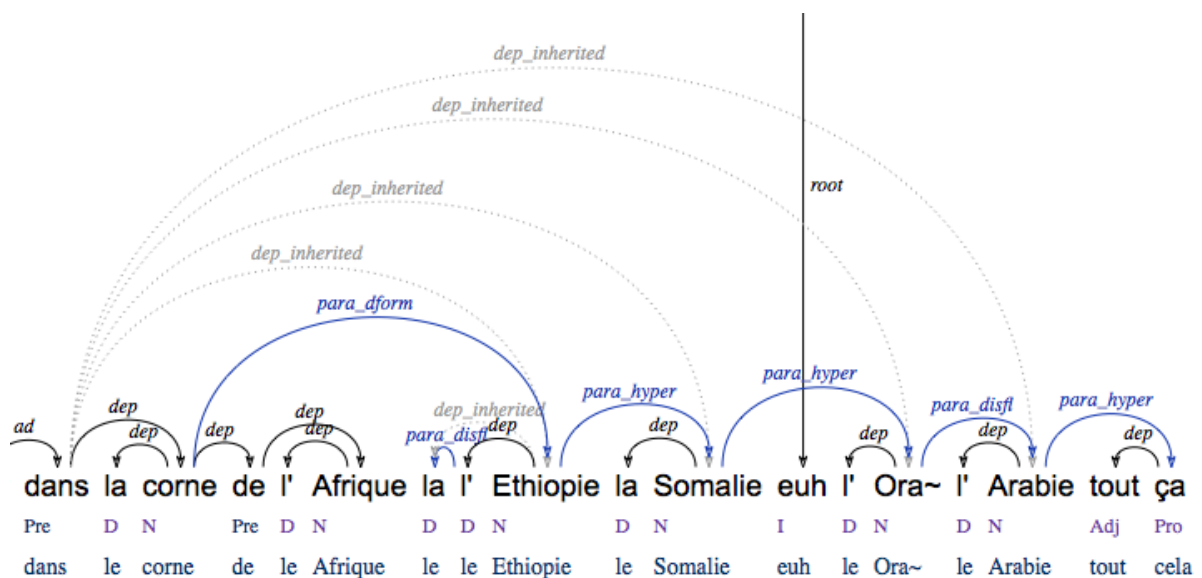 dep_inherited
dep_inherited
root
dep_inherited
dep_inherited
para_dform
para_hyper
para_hyper
ad
dep
dep
dep
dep
dep
dep_inherited
para_disfl
dep
dep
dep
para_disfl
dep
para_hyper
dep
dans la corne de l' Afrique la l' Ethiopie la Somalie euh l' Ora~ l' Arabie tout ça
Pre D N Pre D N D D N D N I D N D N Adj Pro
dans le corne de le Afrique le le Ethiopie le Somalie euh le Ora~ le Arabie tout cela